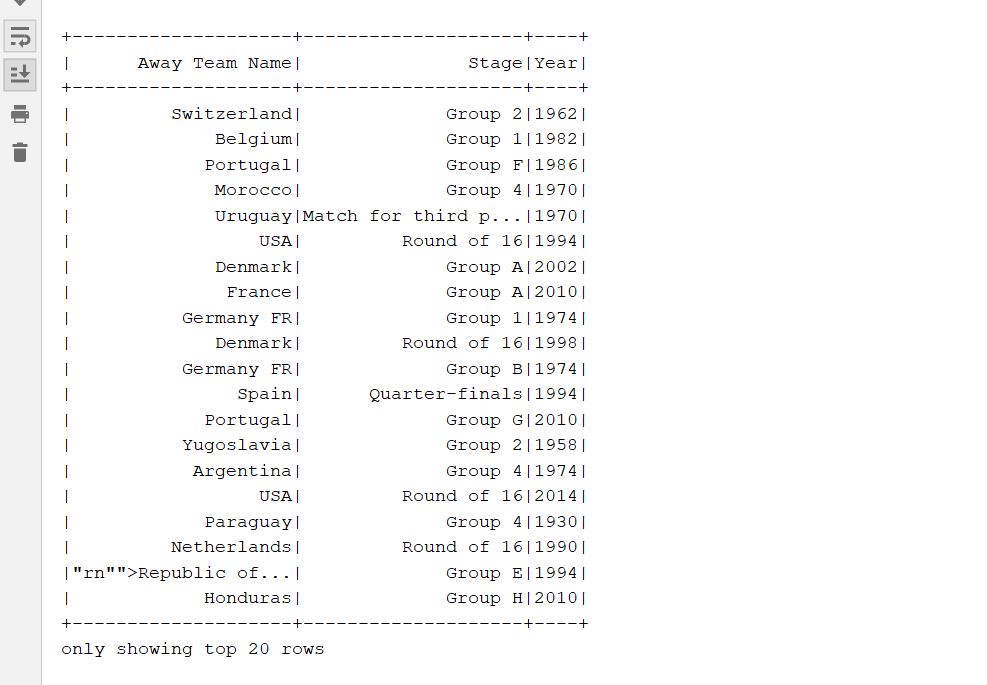 +--------------------+--------------------+----+
|      Away Team Name|               Stage|Year|
+--------------------+--------------------+----+
|         Switzerland|             Group 2|1962|
|             Belgium|             Group 1|1982|
|            Portugal|             Group F|1986|
|             Morocco|             Group 4|1970|
|             Uruguay|Match for third p...|1970|
|                 USA|         Round of 16|1994|
|             Denmark|             Group A|2002|
|              France|             Group A|2010|
|          Germany FR|             Group 1|1974|
|             Denmark|         Round of 16|1998|
|          Germany FR|             Group B|1974|
|               Spain|      Quarter-finals|1994|
|            Portugal|             Group G|2010|
|          Yugoslavia|             Group 2|1958|
|           Argentina|             Group 4|1974|
|                 USA|         Round of 16|2014|
|            Paraguay|             Group 4|1930|
|         Netherlands|         Round of 16|1990|
|"rn"">Republic of...|             Group E|1994|
|            Honduras|             Group H|2010|
+--------------------+--------------------+----+
only showing top 20 rows